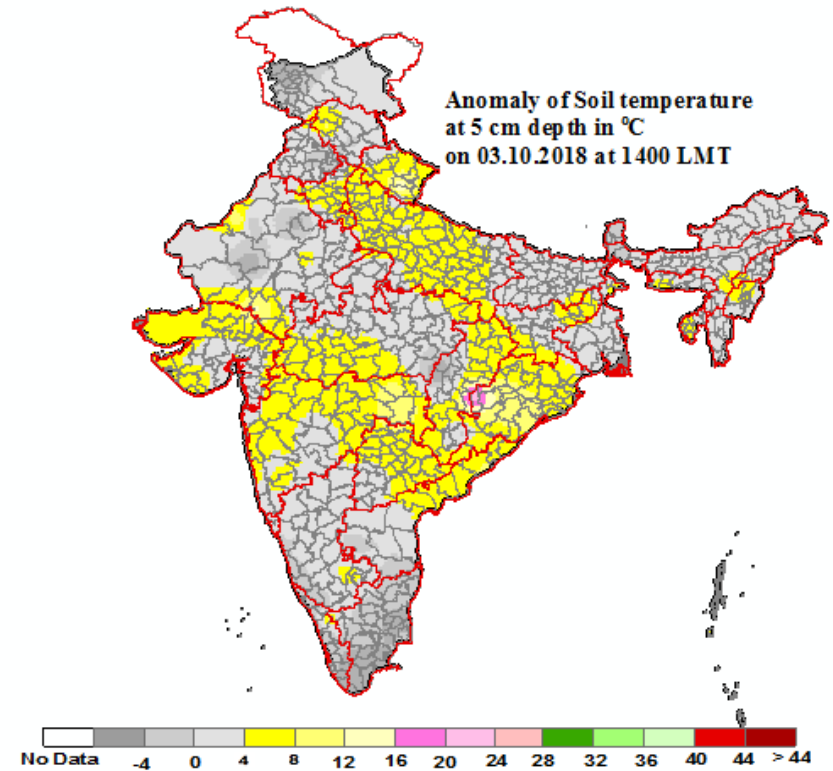 Anomaly of Soil temperature
at 5 cm depth in °C
on 03.10.2018 at 1400 LMT
No Data -4 0 4 8 12 16 20 24 28 32 36 40 44 > 44